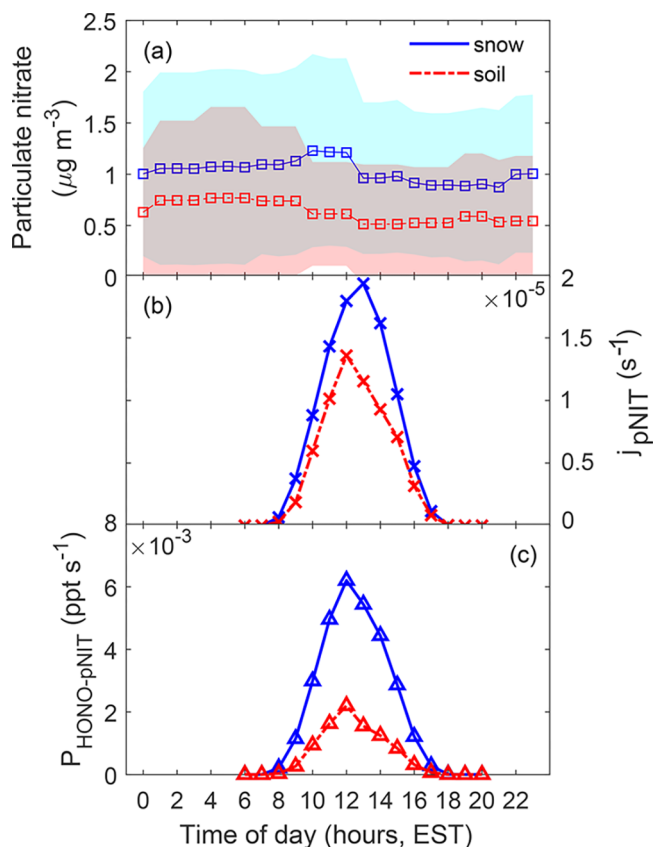 (a)
snow
soil
Particulate nitrate
(μg m⁻³)
2.5
2
1.5
1
0.5
0
(b)
×10⁻⁵
2
1.5
1
0.5
0
j_pNIT (s⁻¹)
8
×10⁻³
(c)
6
4
2
0
P_HONO-pNIT (ppt s⁻¹)
0 2 4 6 8 10 12 14 16 18 20 22
Time of day (hours, EST)